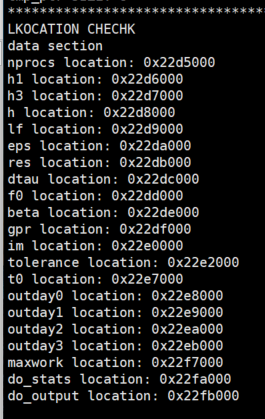 ************************************
LKOCATION CHECHK
data section
nprocs location: 0x22d5000
h1 location: 0x22d6000
h3 location: 0x22d7000
h location: 0x22d8000
lf location: 0x22d9000
eps location: 0x22da000
res location: 0x22db000
dtau location: 0x22dc000
f0 location: 0x22dd000
beta location: 0x22de000
gpr location: 0x22df000
im location: 0x22e0000
tolerance location: 0x22e2000
t0 location: 0x22e7000
outday0 location: 0x22e8000
outday1 location: 0x22e9000
outday2 location: 0x22ea000
outday3 location: 0x22eb000
maxwork location: 0x22f7000
do_stats location: 0x22fa000
do_output location: 0x22fb000